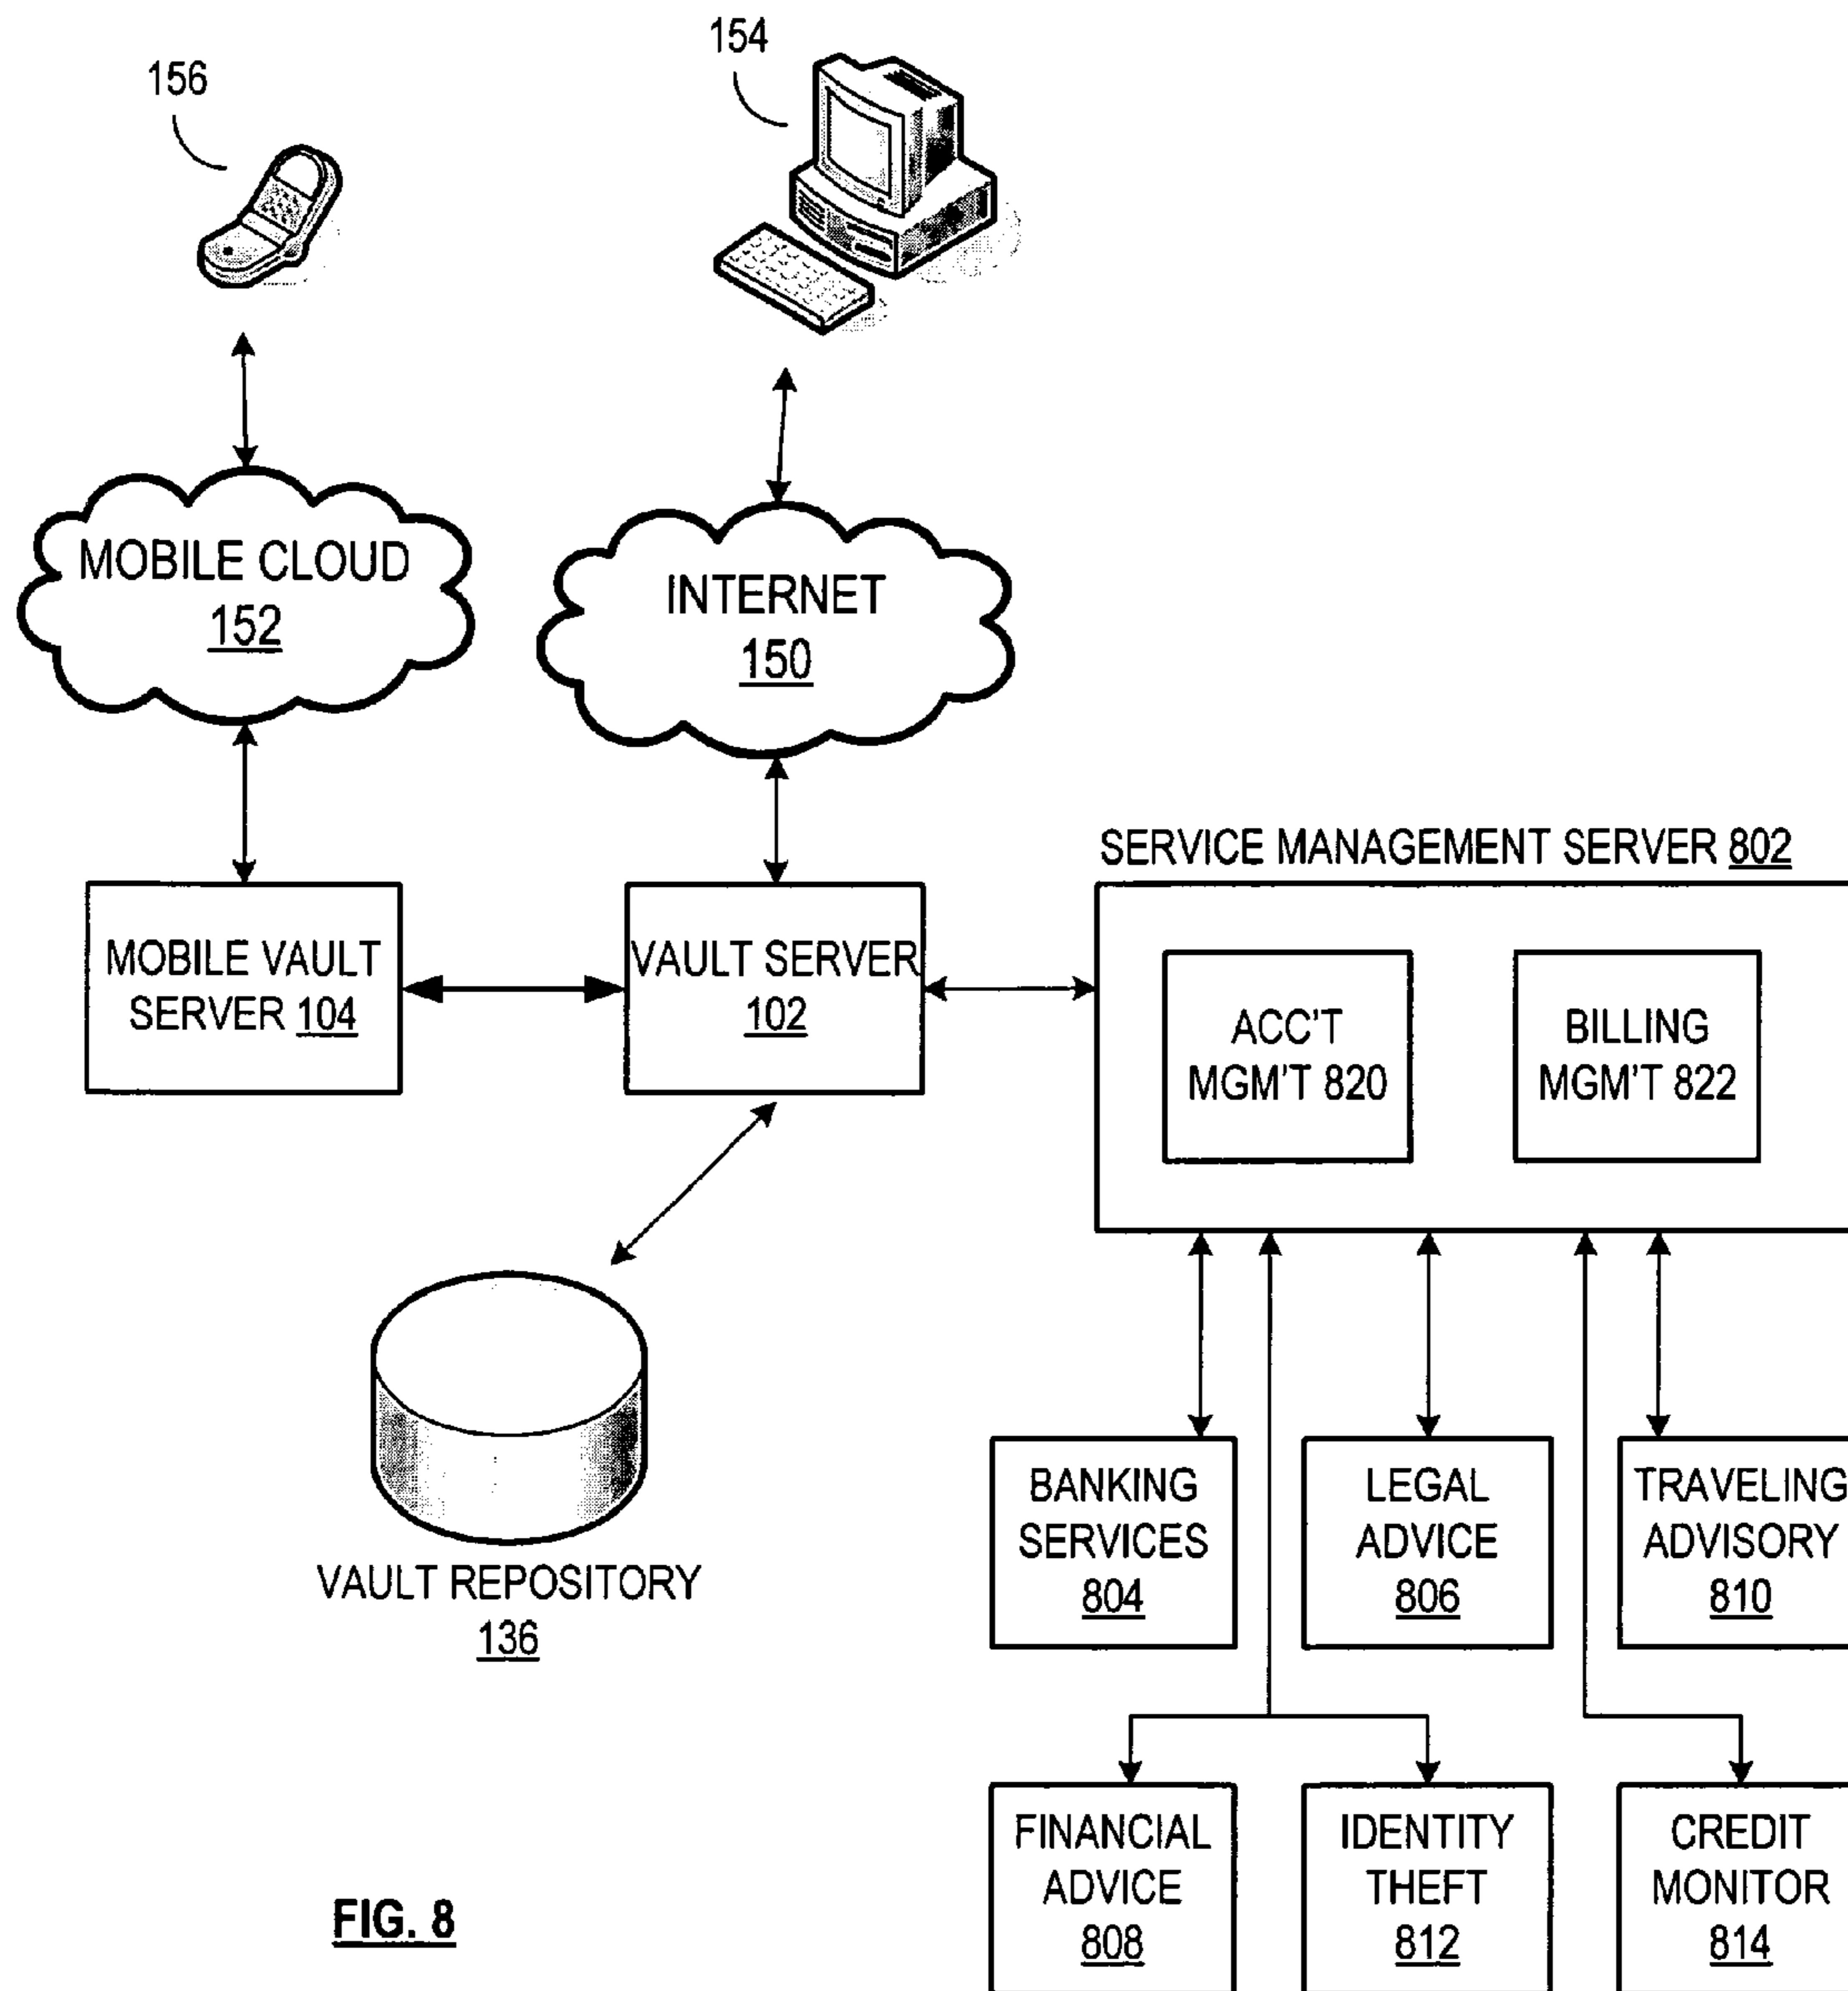 154
156
MOBILE CLOUD
152
INTERNET
150
SERVICE MANAGEMENT SERVER 802
MOBILE VAULT
SERVER 104
VAULT SERVER
102
ACC'T
MGM'T 820
BILLING
MGM'T 822
VAULT REPOSITORY
136
BANKING
SERVICES
804
LEGAL
ADVICE
806
TRAVELING
ADVISORY
810
FINANCIAL
ADVICE
808
IDENTITY
THEFT
812
CREDIT
MONITOR
814
FIG. 8